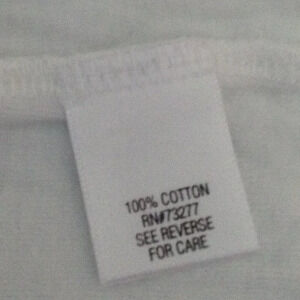 100% COTTON
RN#73277
SEE REVERSE
FOR CARE